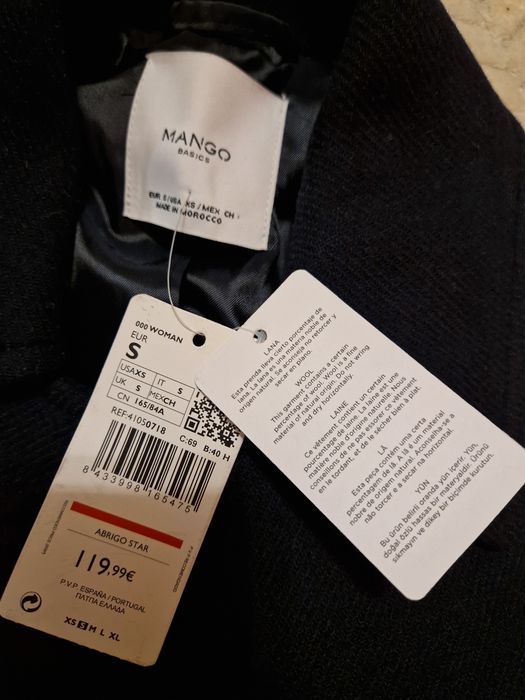 MANGO
BASICS
EUR S/USA XS/MEX CH
MADE IN MOROCCO
000 WOMAN
EUR
S
USA XS IT S
UK S MEX CH
CN 165/84A
REF. 41050718
C:69 B:40 H
8 433998 165475
ABRIGO STAR
119,99€
P.V.P. ESPAÑA / PORTUGAL
ΠΑΤΠΑ ΕΛΛΑΔΑ
XS S M L XL
LANA
Esta prenda lleva cierto porcentaje de
lana. La lana es una materia noble de
origen natural. Se aconseja no retorcer y
secar en plano.
WOOL
This garment contains a certain
percentage of wool. Wool is a fine
material of natural origin. Do not wring
and dry horizontally.
LAINE
Ce vêtement contient un certain
pourcentage de laine. La laine est une
matière noble d'origine naturelle. Nous
conseillons de ne pas essorer ce vêtement
en le tordant, et de le sécher bien à plat.
LA
Esta peça contém uma certa
percentagem de lã. A lã é um material
nobre de origem natural. Aconselha-se a
não torcer e a secar na horizontal.
YÜN
Bu ürün belirli oranda yün içerir. Yün,
doğal özlü hassas bir materyaldir. Ürünü
sıkmayın ve dikey bir biçimde kurutun.